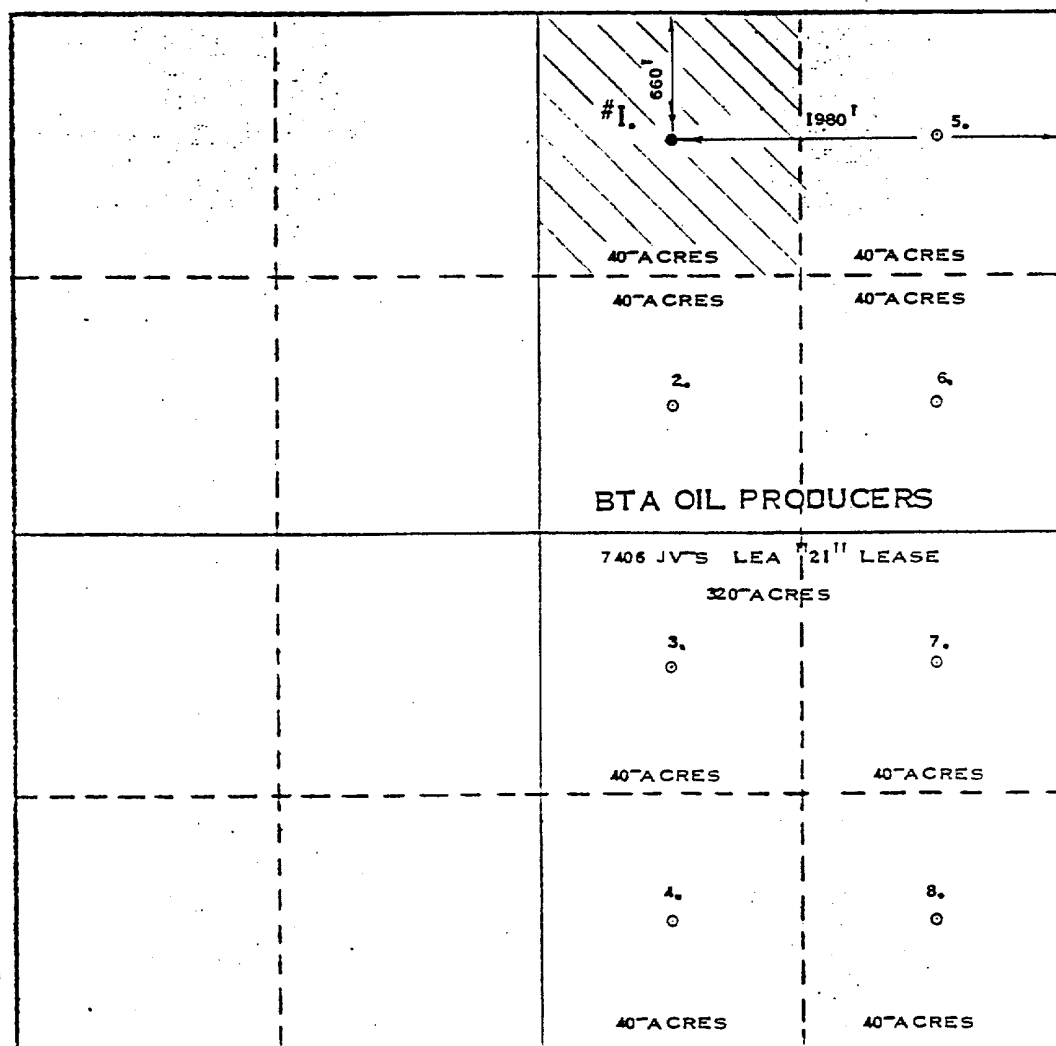 660'
#I.
1980'
5.
40-ACRES
40-ACRES
40-ACRES
40-ACRES
2.
6.
BTA OIL PRODUCERS
7406 JV-S LEA "21" LEASE
320-ACRES
3.
7.
40-ACRES
40-ACRES
4.
8.
40-ACRES
40-ACRES